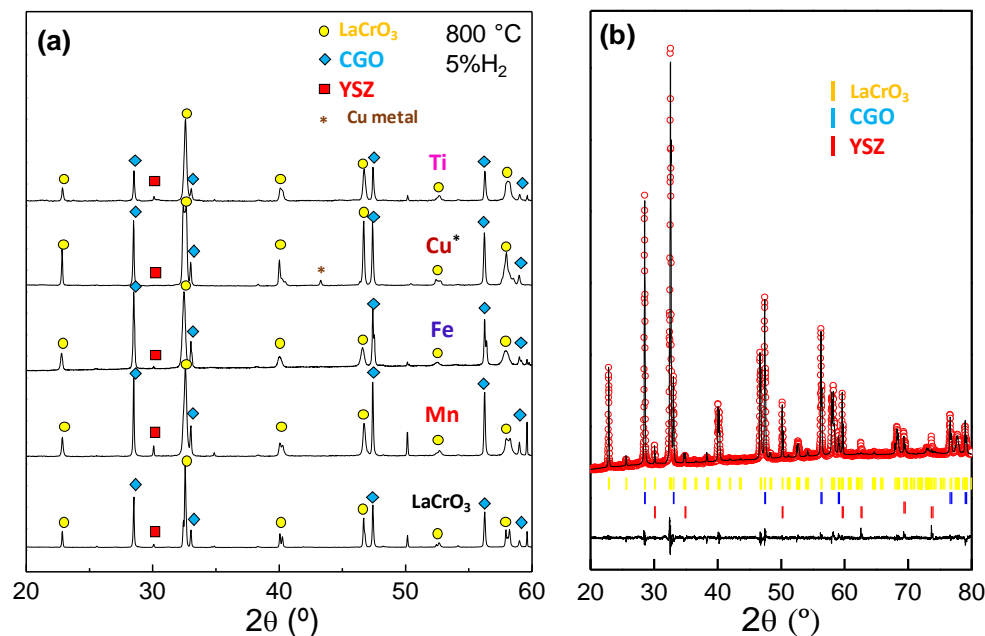 (a)
LaCrO₃
CGO
YSZ
* Cu metal
800 °C
5%H₂
Ti
Cu*
*
Fe
Mn
LaCrO₃
20 30 40 50 60
2θ (º)
(b)
LaCrO₃
CGO
YSZ
20 30 40 50 60 70 80
2θ (º)